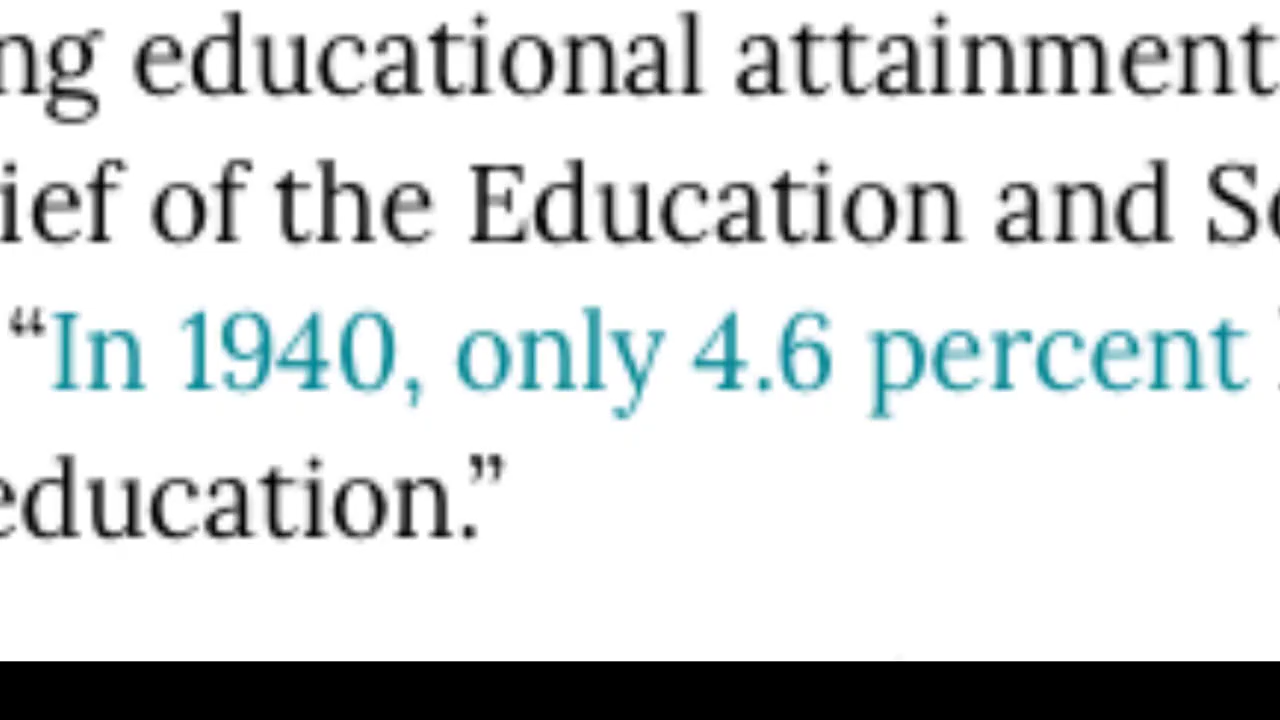 ng educational attainment
ief of the Education and S
“In 1940, only 4.6 percent
education.”